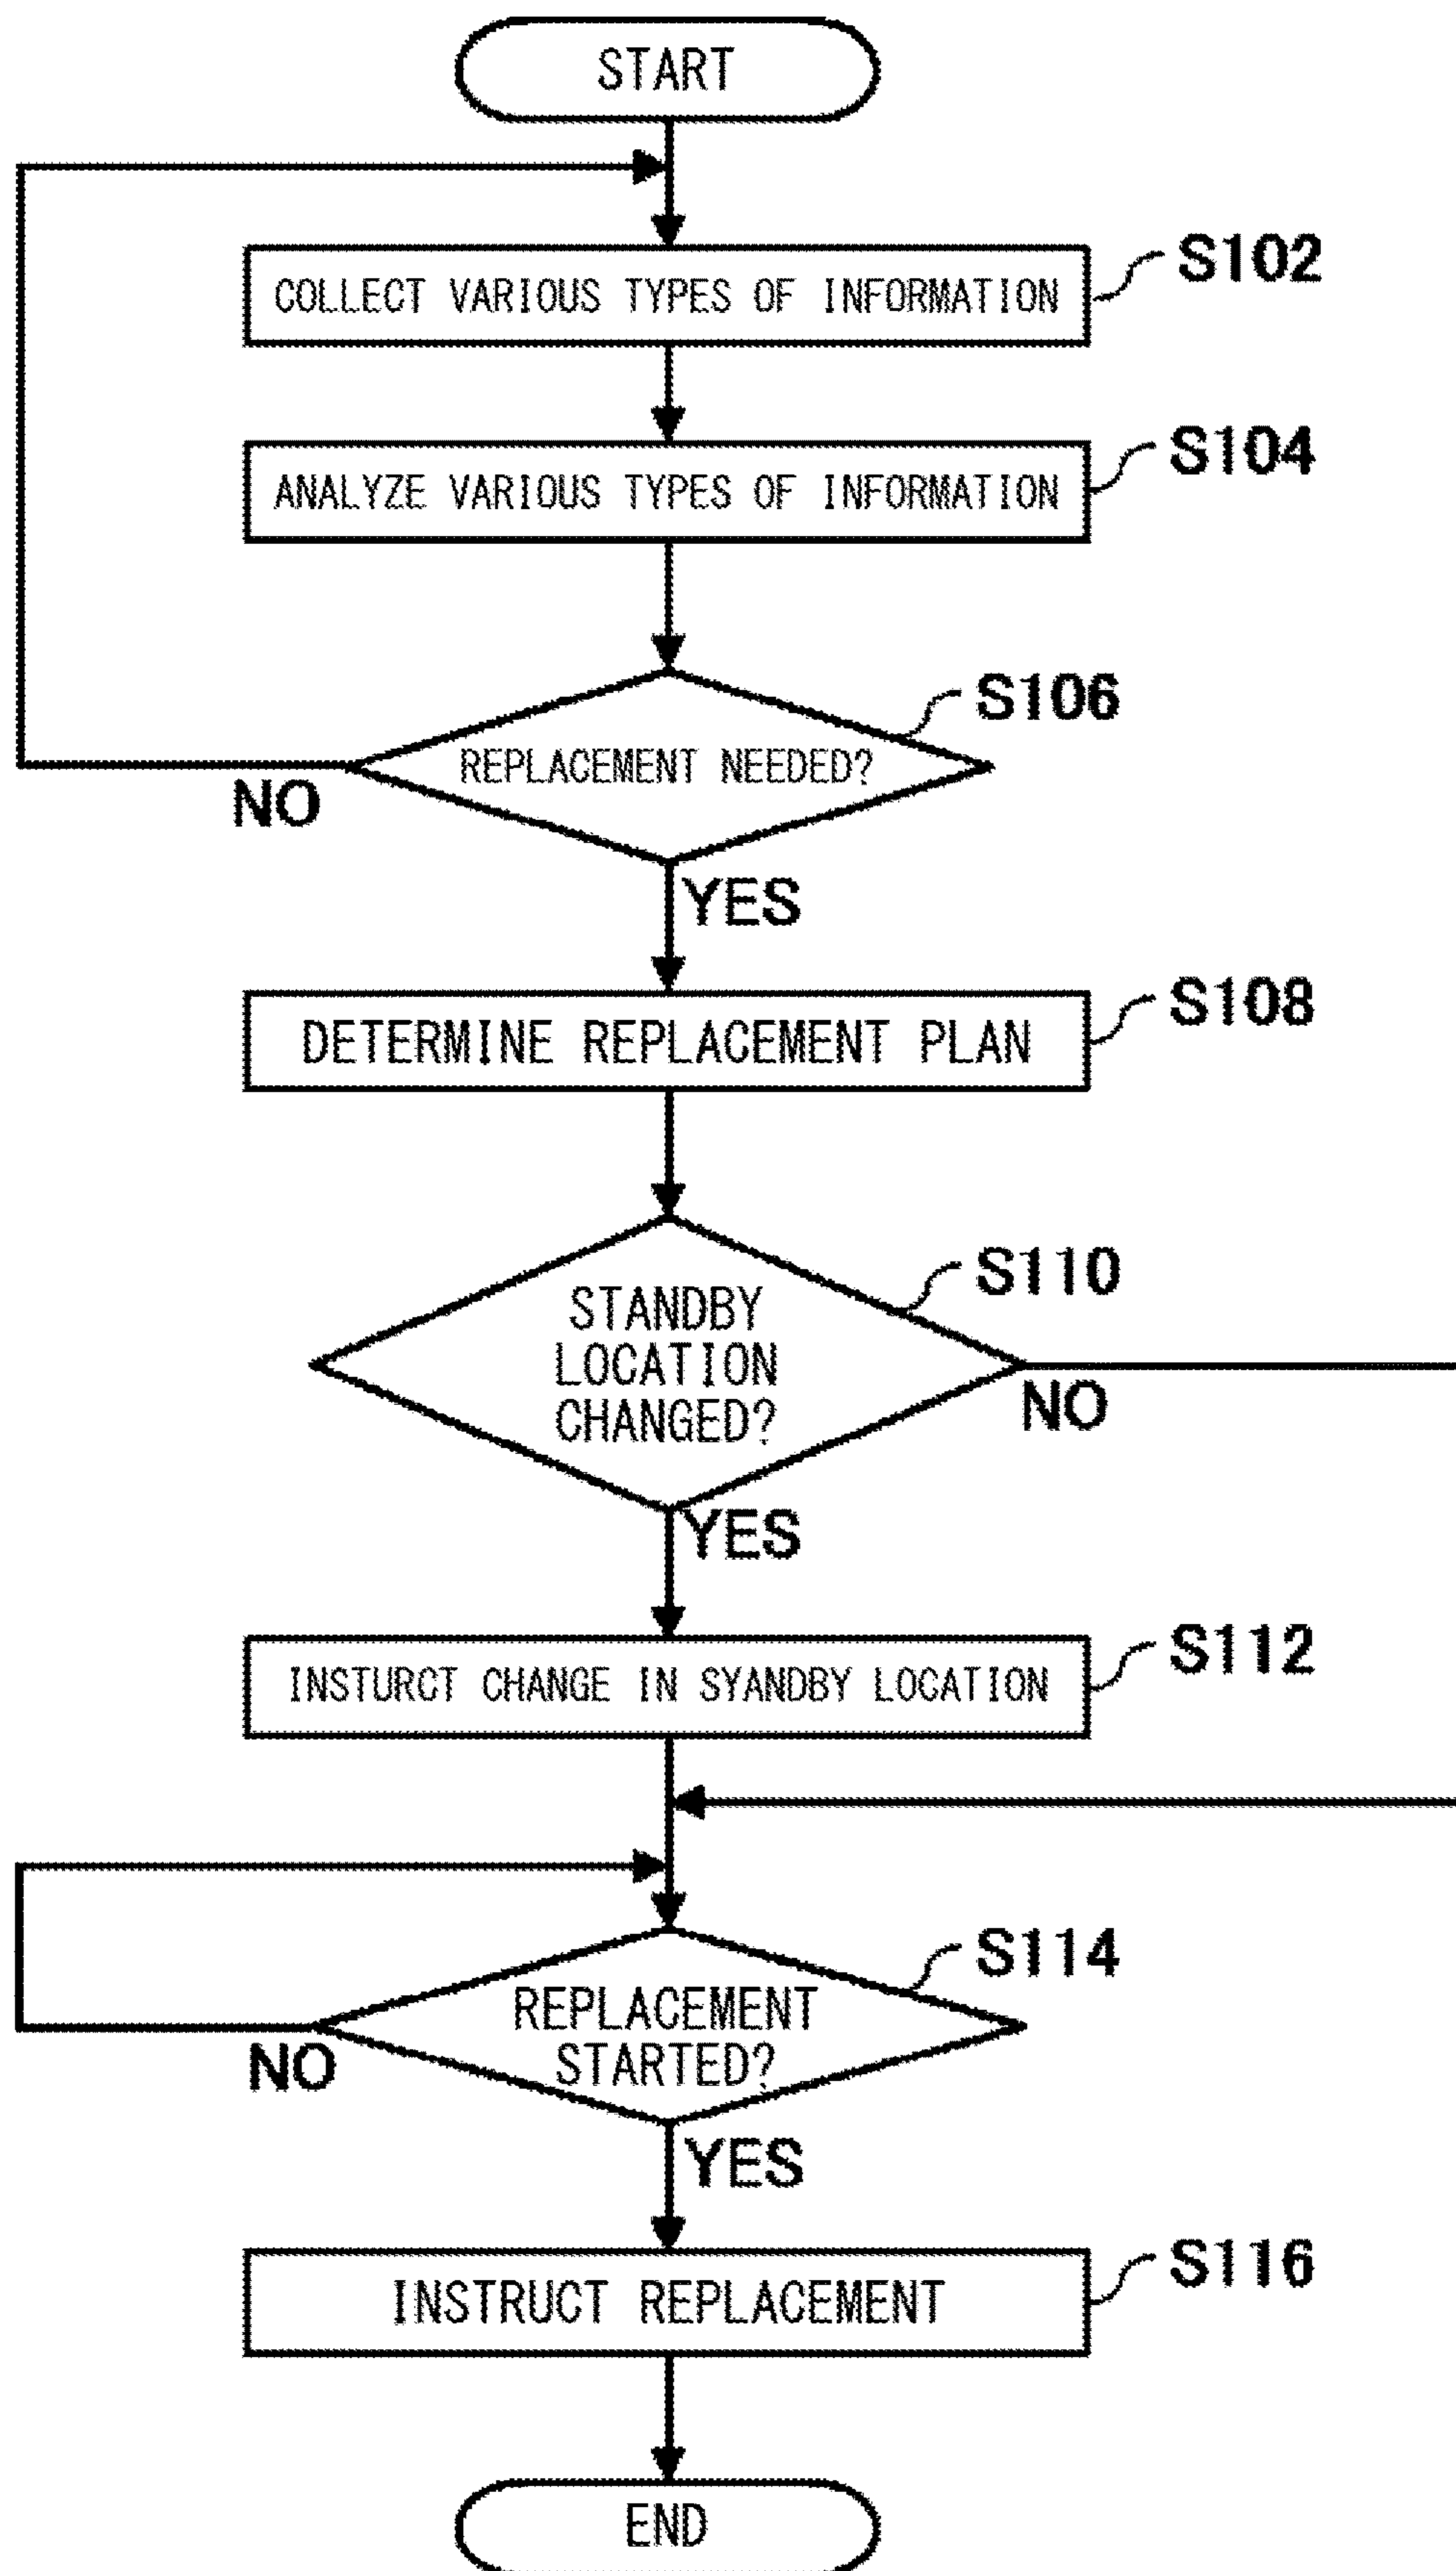 START
COLLECT VARIOUS TYPES OF INFORMATION
S102
ANALYZE VARIOUS TYPES OF INFORMATION
S104
S106
REPLACEMENT NEEDED?
NO
YES
DETERMINE REPLACEMENT PLAN
S108
S110
STANDBY
LOCATION
CHANGED?
NO
YES
INSTURCT CHANGE IN SYANDBY LOCATION
S112
S114
REPLACEMENT
STARTED?
NO
YES
INSTRUCT REPLACEMENT
S116
END